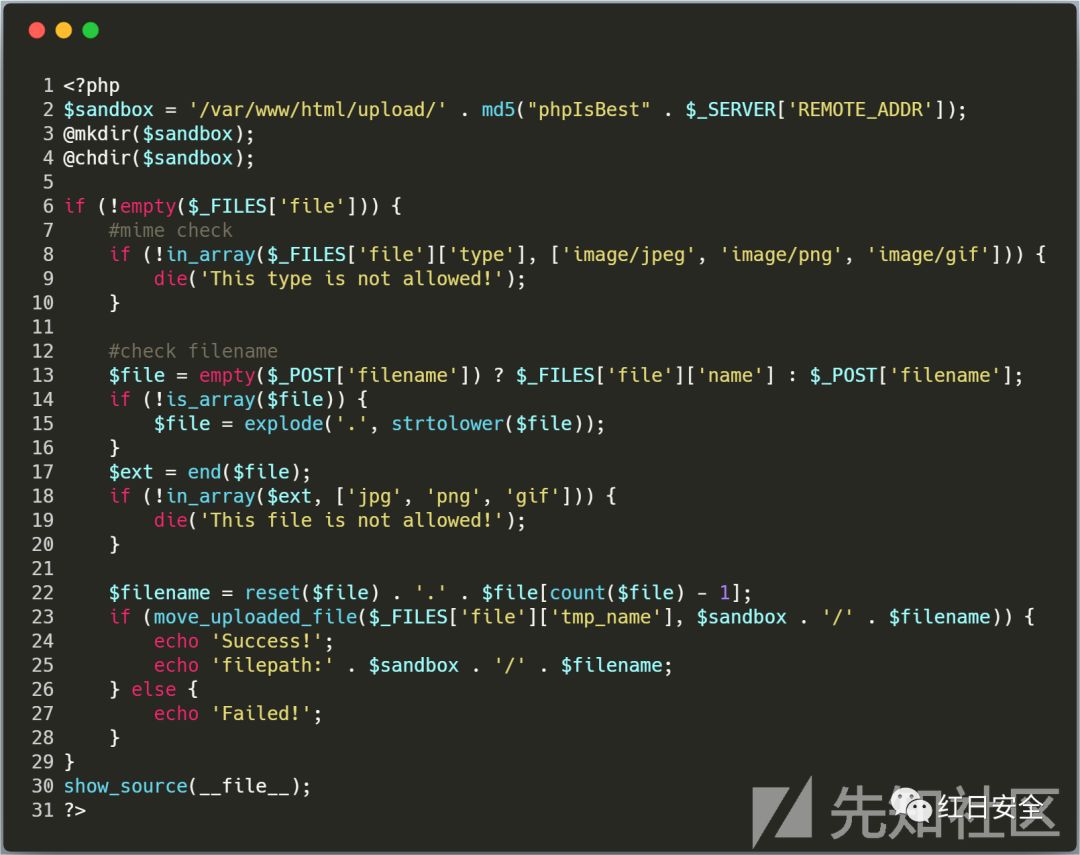 1 <?php
2 $sandbox = '/var/www/html/upload/' . md5("phpIsBest" . $_SERVER['REMOTE_ADDR']);
3 @mkdir($sandbox);
4 @chdir($sandbox);
5
6 if (!empty($_FILES['file'])) {
7     #mime check
8     if (!in_array($_FILES['file']['type'], ['image/jpeg', 'image/png', 'image/gif'])) {
9         die('This type is not allowed!');
10     }
11
12     #check filename
13     $file = empty($_POST['filename']) ? $_FILES['file']['name'] : $_POST['filename'];
14     if (!is_array($file)) {
15         $file = explode('.', strtolower($file));
16     }
17     $ext = end($file);
18     if (!in_array($ext, ['jpg', 'png', 'gif'])) {
19         die('This file is not allowed!');
20     }
21
22     $filename = reset($file) . '.' . $file[count($file) - 1];
23     if (move_uploaded_file($_FILES['file']['tmp_name'], $sandbox . '/' . $filename)) {
24         echo 'Success!';
25         echo 'filepath:' . $sandbox . '/' . $filename;
26     } else {
27         echo 'Failed!';
28     }
29 }
30 show_source(__file__);
31 ?>
先知社区
红日安全